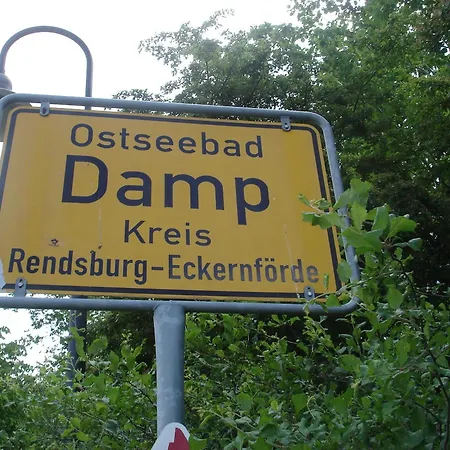 Ostseebad
Damp
Kreis
Rendsburg-Eckernförde